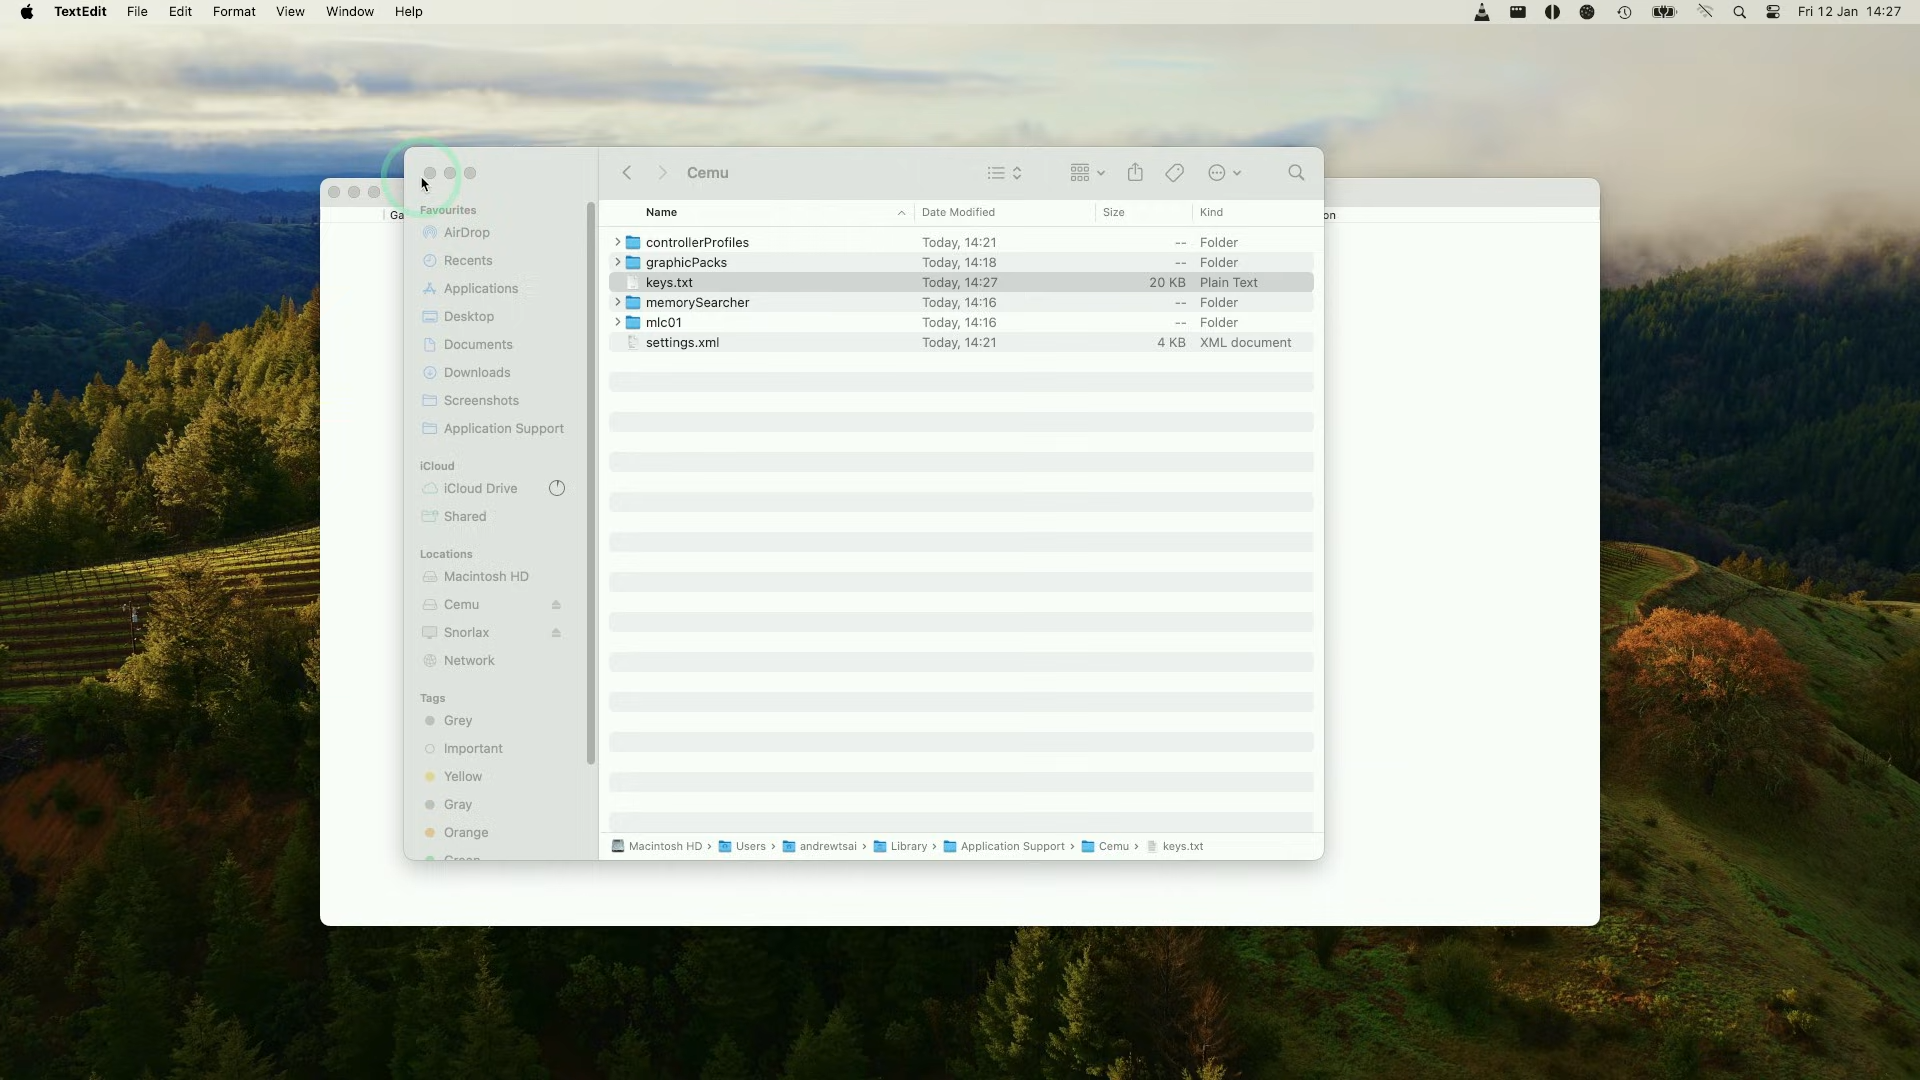 TextEdit File Edit Format View Window Help Fri 12 Jan 14:27
Cemu
Ga
on
Favourites
AirDrop
Recents
Applications
Desktop
Documents
Downloads
Screenshots
Application Support
iCloud
iCloud Drive
Shared
Locations
Macintosh HD
Cemu
Snorlax
Network
Tags
Grey
Important
Yellow
Gray
Orange
Green
Name Date Modified Size Kind
controllerProfiles Today, 14:21 -- Folder
graphicPacks Today, 14:18 -- Folder
keys.txt Today, 14:27 20 KB Plain Text
memorySearcher Today, 14:16 -- Folder
mlc01 Today, 14:16 -- Folder
settings.xml Today, 14:21 4 KB XML document
Macintosh HD › Users › andrewtsai › Library › Application Support › Cemu › keys.txt